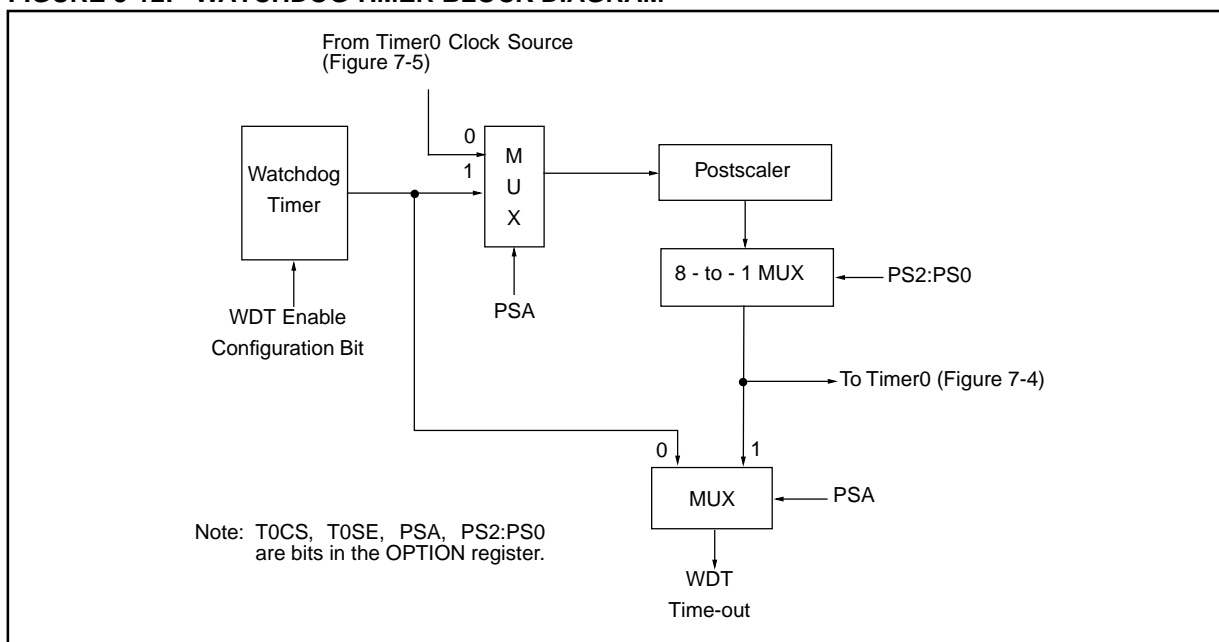 From Timer0 Clock Source
(Figure 7-5)
0
1
M
U
X
Watchdog
Timer
Postscaler
8 - to - 1 MUX
PS2:PS0
PSA
WDT Enable
Configuration Bit
To Timer0 (Figure 7-4)
0
1
MUX
PSA
Note: T0CS, T0SE, PSA, PS2:PS0
are bits in the OPTION register.
WDT
Time-out